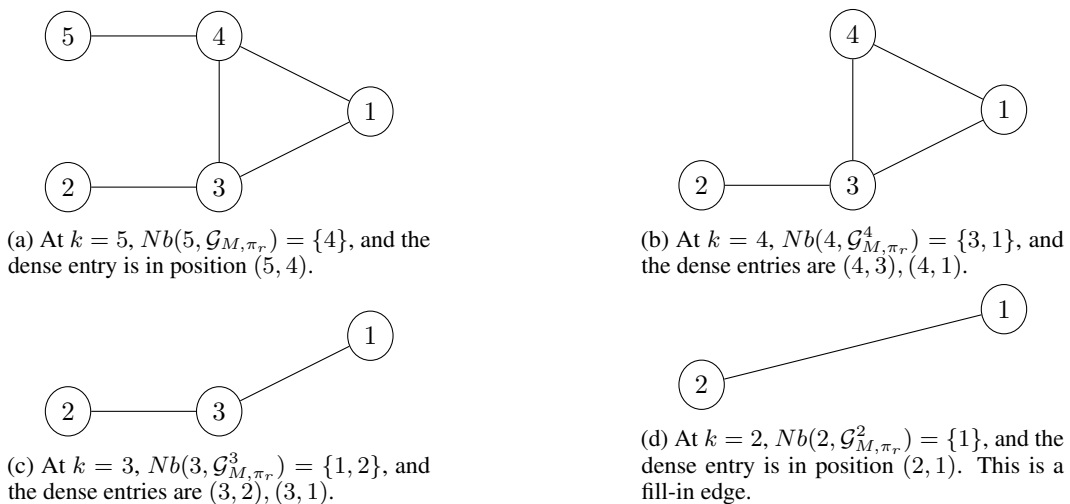 5
4
1
2
3
(a) At k = 5, Nb(5, G_{M,π_r}) = {4}, and the
dense entry is in position (5, 4).
4
1
2
3
(b) At k = 4, Nb(4, G^4_{M,π_r}) = {3, 1}, and
the dense entries are (4, 3), (4, 1).
1
2
3
(c) At k = 3, Nb(3, G^3_{M,π_r}) = {1, 2}, and
the dense entries are (3, 2), (3, 1).
1
2
(d) At k = 2, Nb(2, G^2_{M,π_r}) = {1}, and the
dense entry is in position (2, 1). This is a
fill-in edge.